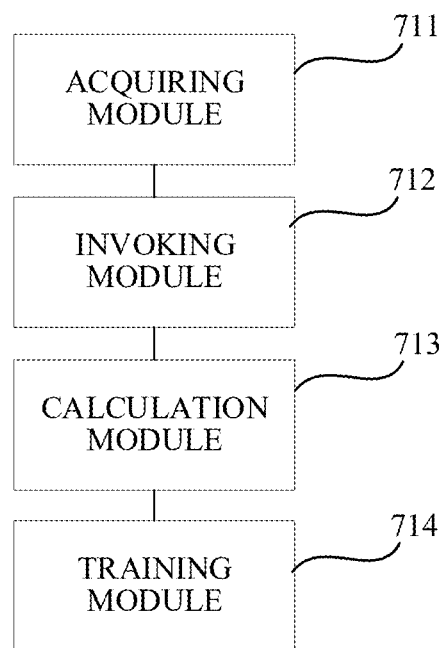 711
ACQUIRING
MODULE
712
INVOKING
MODULE
713
CALCULATION
MODULE
714
TRAINING
MODULE